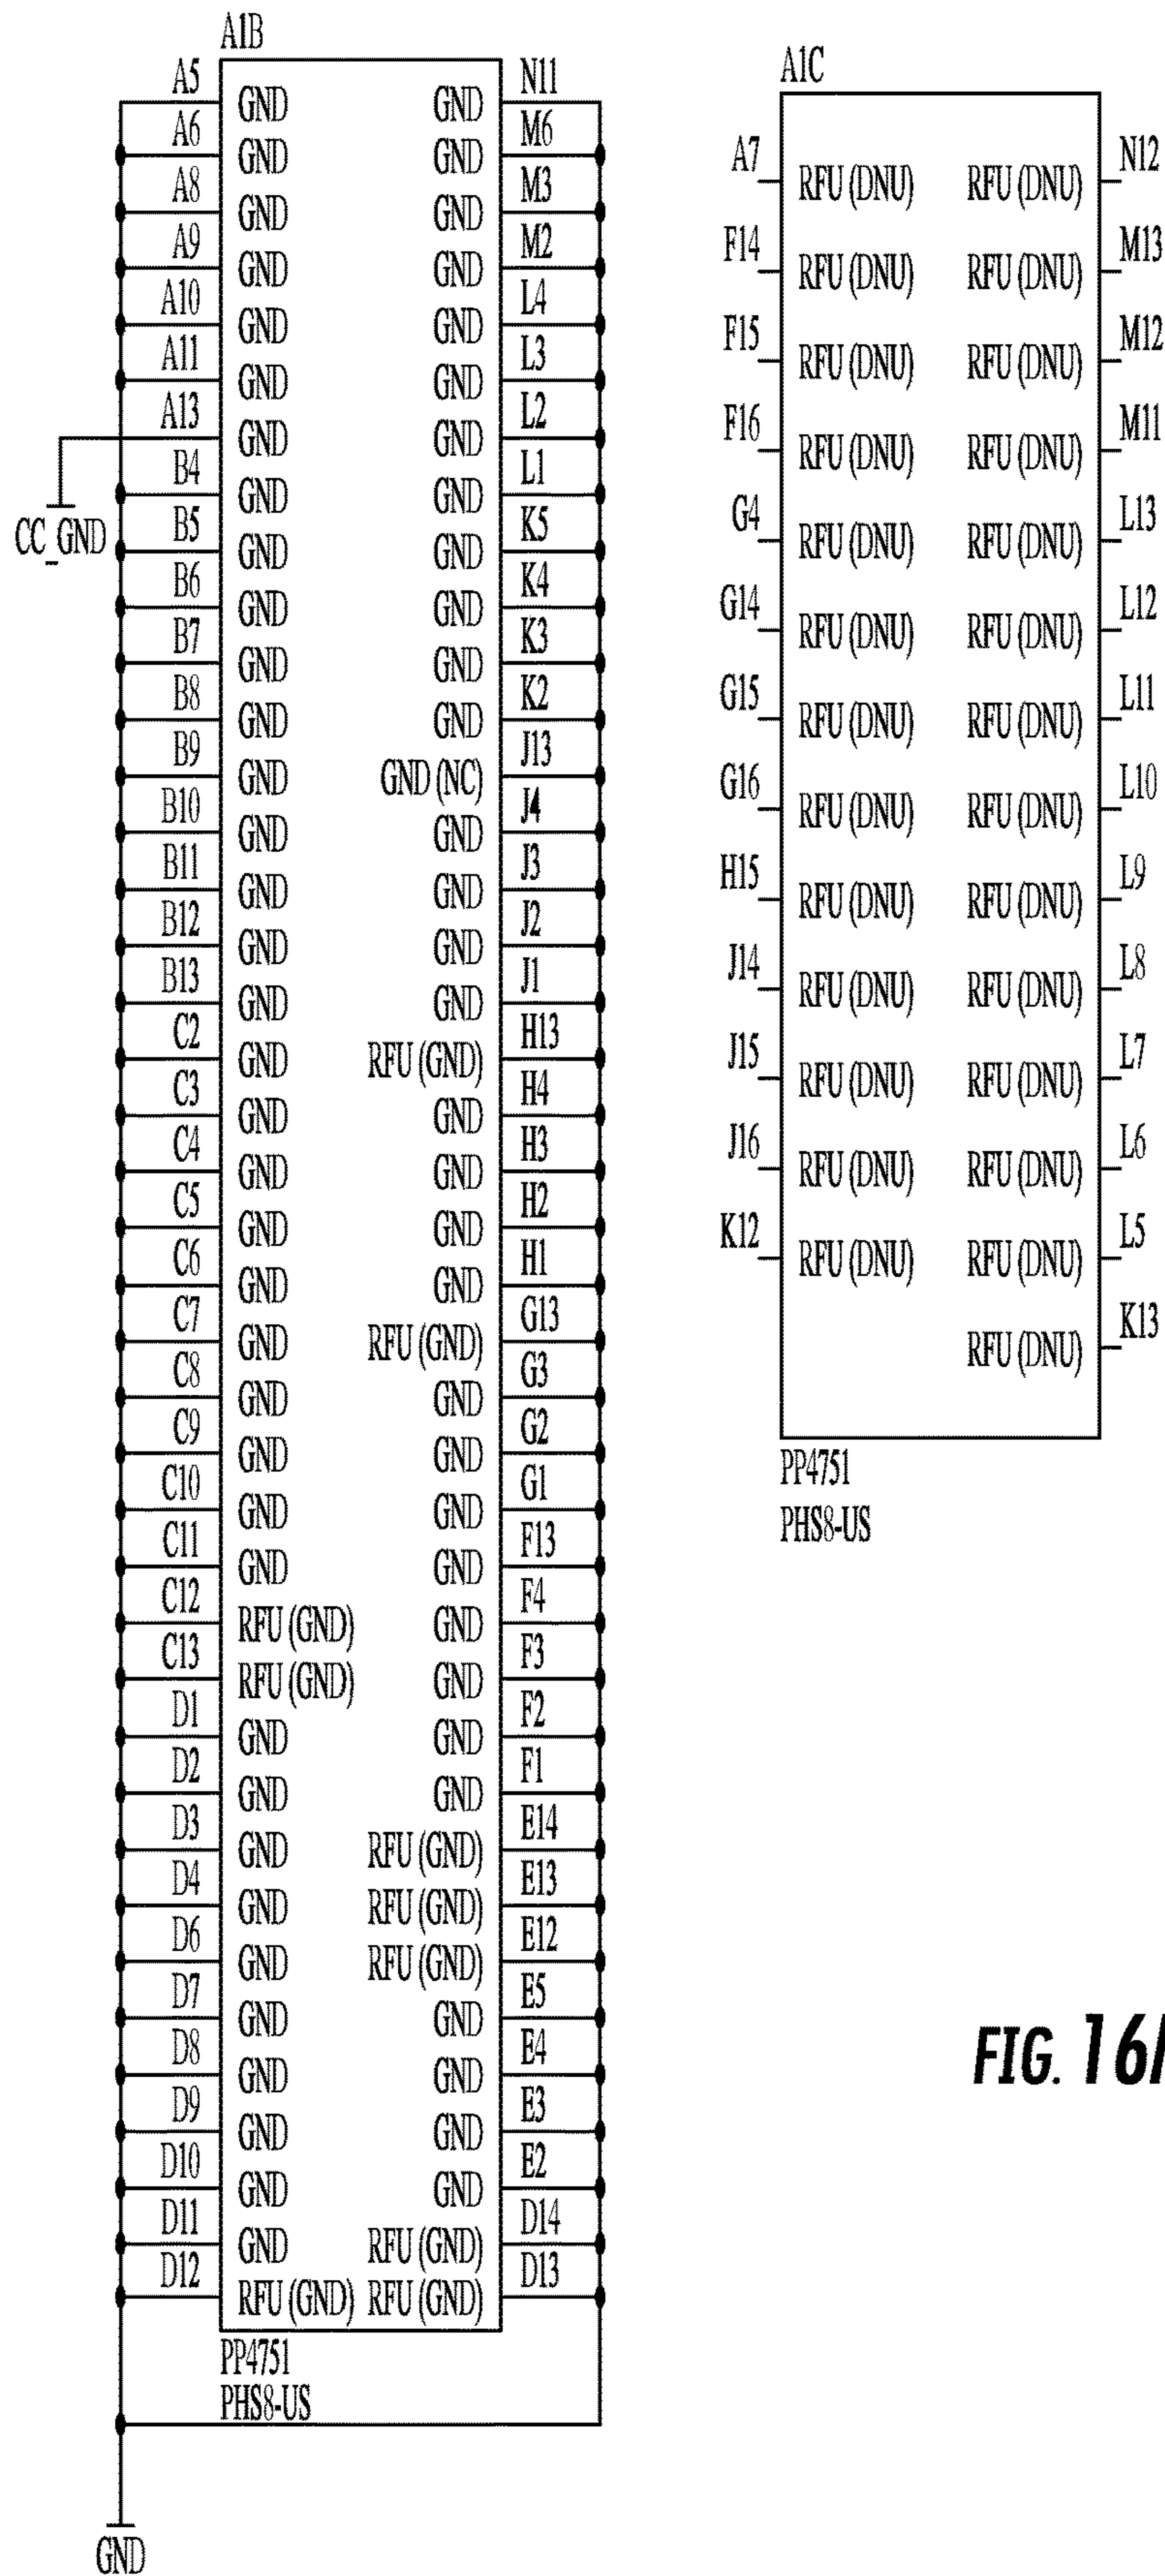 A1B
A5 GND GND N11
A6 GND GND M6
A8 GND GND M3
A9 GND GND M2
A10 GND GND L4
A11 GND GND L3
A13 GND GND L2
B4 GND GND L1
CC_GND
B5 GND GND K5
B6 GND GND K4
B7 GND GND K3
B8 GND GND K2
B9 GND GND (NC) J13
B10 GND GND J4
B11 GND GND J3
B12 GND GND J2
B13 GND GND J1
C2 GND RFU (GND) H13
C3 GND GND H4
C4 GND GND H3
C5 GND GND H2
C6 GND GND H1
C7 GND RFU (GND) G13
C8 GND GND G3
C9 GND GND G2
C10 GND GND G1
C11 GND GND F13
C12 RFU (GND) GND F4
C13 RFU (GND) GND F3
D1 GND GND F2
D2 GND GND F1
D3 GND RFU (GND) E14
D4 GND RFU (GND) E13
D6 GND RFU (GND) E12
D7 GND GND E5
D8 GND GND E4
D9 GND GND E3
D10 GND GND E2
D11 GND RFU (GND) D14
D12 RFU (GND) RFU (GND) D13
PP4751
PHS8-US
GND
A1C
A7 RFU (DNU) RFU (DNU) N12
F14 RFU (DNU) RFU (DNU) M13
F15 RFU (DNU) RFU (DNU) M12
F16 RFU (DNU) RFU (DNU) M11
G4 RFU (DNU) RFU (DNU) L13
G14 RFU (DNU) RFU (DNU) L12
G15 RFU (DNU) RFU (DNU) L11
G16 RFU (DNU) RFU (DNU) L10
H15 RFU (DNU) RFU (DNU) L9
J14 RFU (DNU) RFU (DNU) L8
J15 RFU (DNU) RFU (DNU) L7
J16 RFU (DNU) RFU (DNU) L6
K12 RFU (DNU) RFU (DNU) L5
RFU (DNU) K13
PP4751
PHS8-US
FIG.